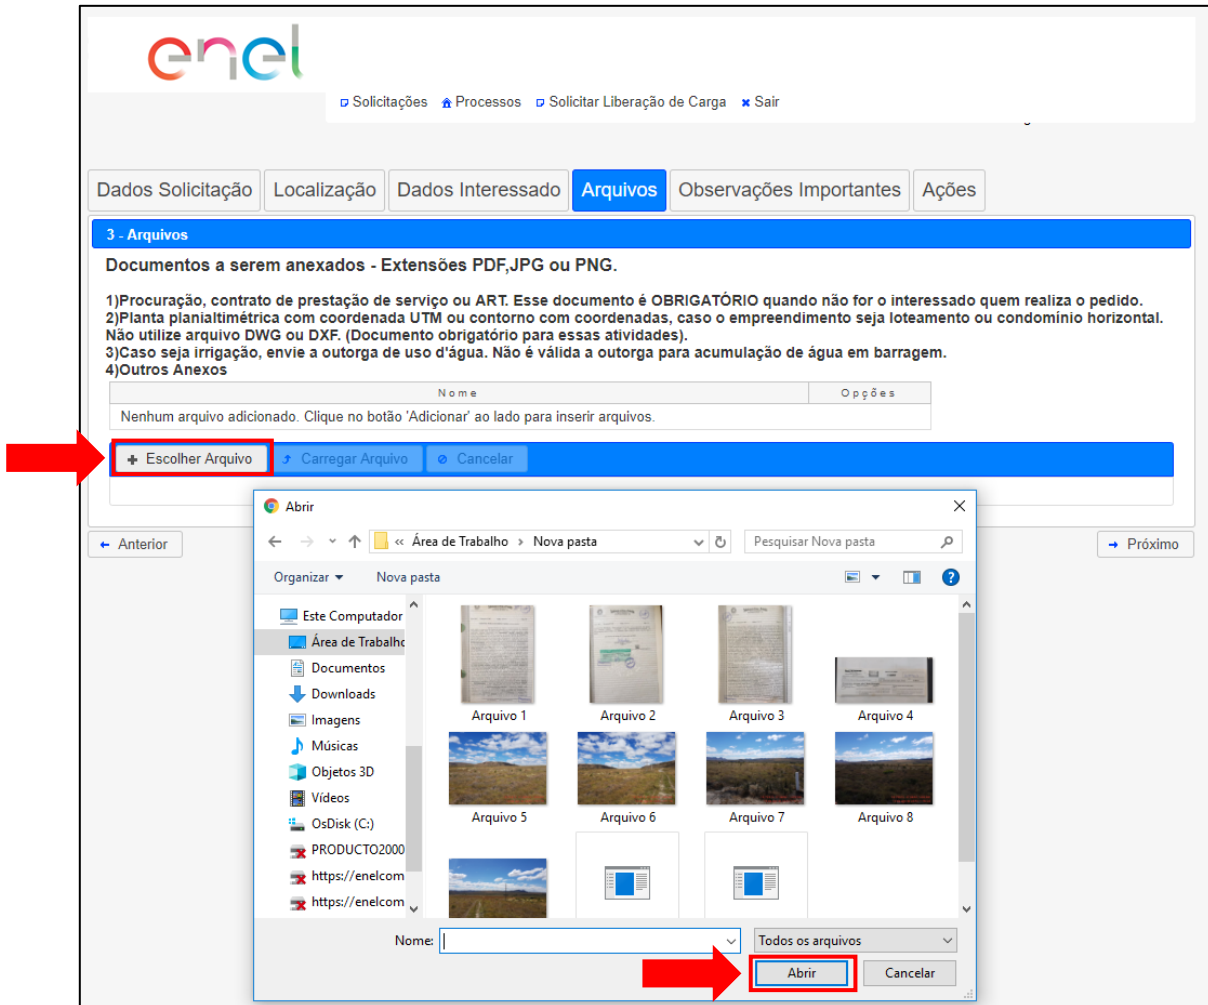 enel
Solicitações Processos Solicitar Liberação de Carga Sair
Dados Solicitação Localização Dados Interessado Arquivos Observações Importantes Ações
3 - Arquivos
Documentos a serem anexados - Extensões PDF,JPG ou PNG.
1)Procuração, contrato de prestação de serviço ou ART. Esse documento é OBRIGATÓRIO quando não for o interessado quem realiza o pedido.
2)Planta planialtimétrica com coordenada UTM ou contorno com coordenadas, caso o empreendimento seja loteamento ou condomínio horizontal.
Não utilize arquivo DWG ou DXF. (Documento obrigatório para essas atividades).
3)Caso seja irrigação, envie a outorga de uso d'água. Não é válida a outorga para acumulação de água em barragem.
4)Outros Anexos
Nome Opções
Nenhum arquivo adicionado. Clique no botão 'Adicionar' ao lado para inserir arquivos.
Escolher Arquivo Carregar Arquivo Cancelar
Anterior Próximo
Abrir
« Área de Trabalho › Nova pasta Pesquisar Nova pasta
Organizar Nova pasta
Este Computador
Área de Trabalho
Documentos
Downloads
Imagens
Músicas
Objetos 3D
Vídeos
OsDisk (C:)
PRODUCTO2000
https://enelcom
https://enelcom
Arquivo 1 Arquivo 2 Arquivo 3 Arquivo 4
Arquivo 5 Arquivo 6 Arquivo 7 Arquivo 8
Nome: Todos os arquivos
Abrir Cancelar